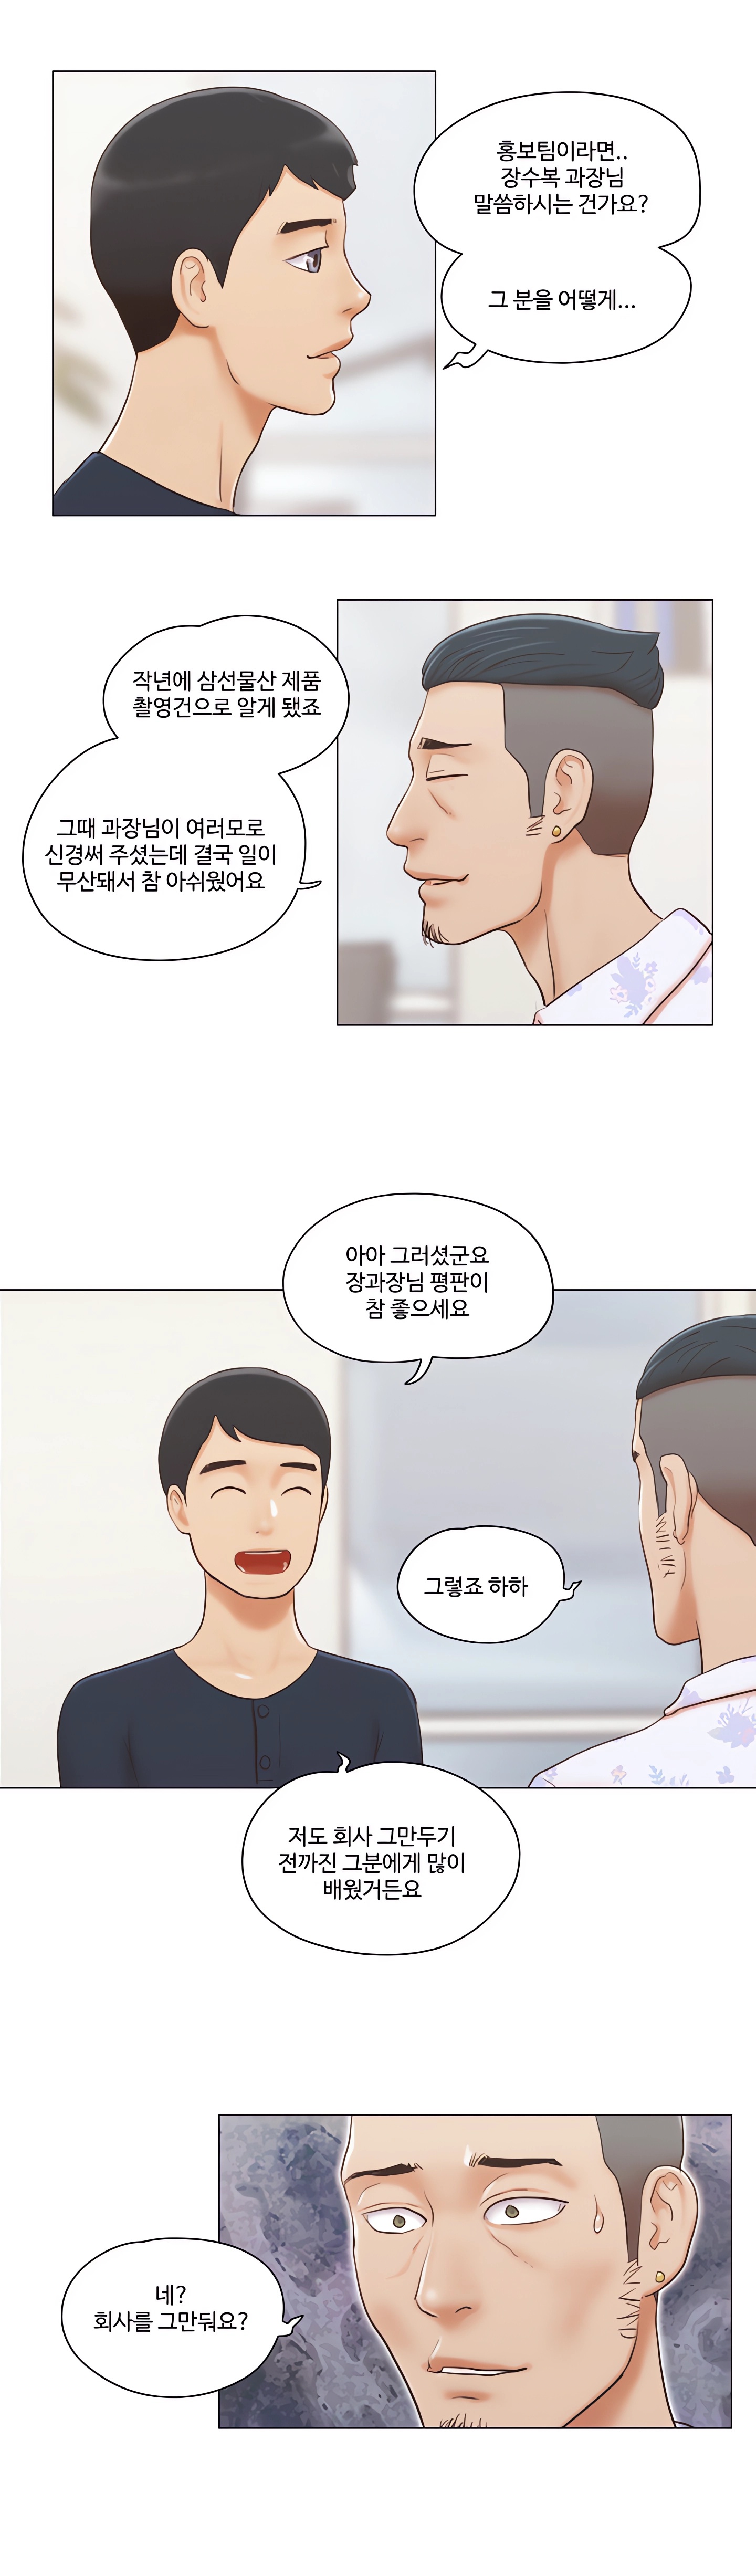 홍보팀이라면..
장수복 과장님
말씀하시는 건가요?
그 분을 어떻게...
작년에 삼선물산 제품
촬영건으로 알게 됐죠
그때 과장님이 여러모로
신경써 주셨는데 결국 일이
무산돼서 참 아쉬웠어요
아아 그러셨군요
장과장님 평판이
참 좋으세요
그렇죠 하하
저도 회사 그만두기
전까진 그분에게 많이
배웠거든요
네?
회사를 그만둬요?